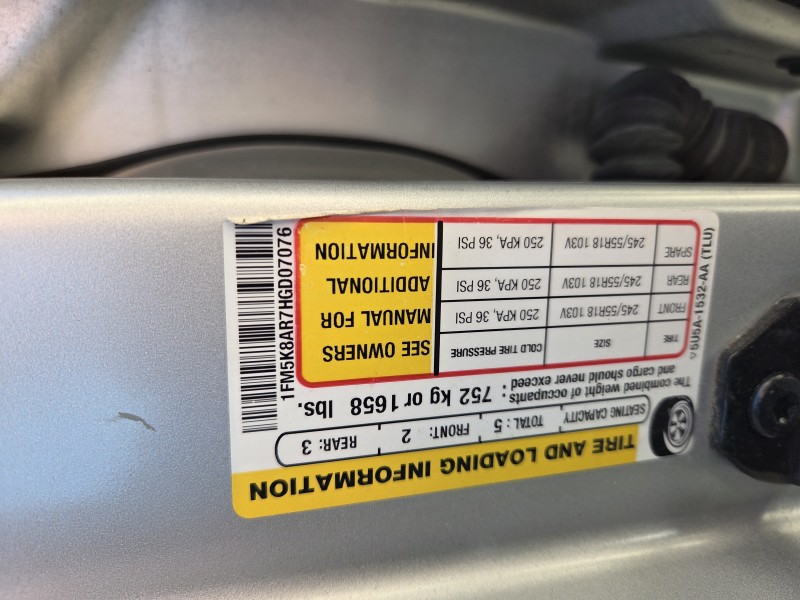 TIRE AND LOADING INFORMATION
SEATING CAPACITY TOTAL: 5 FRONT: 2 REAR: 3
The combined weight of occupants
and cargo should never exceed : 752 kg or 1658 lbs.
TIRE SIZE COLD TIRE PRESSURE SEE OWNERS
FRONT 245/55R18 103V 250 KPA, 36 PSI MANUAL FOR
REAR 245/55R18 103V 250 KPA, 36 PSI ADDITIONAL
SPARE 245/55R18 103V 250 KPA, 36 PSI INFORMATION
5U5A-1532-AA (TLU)
1FM5K8AR7HGD07076